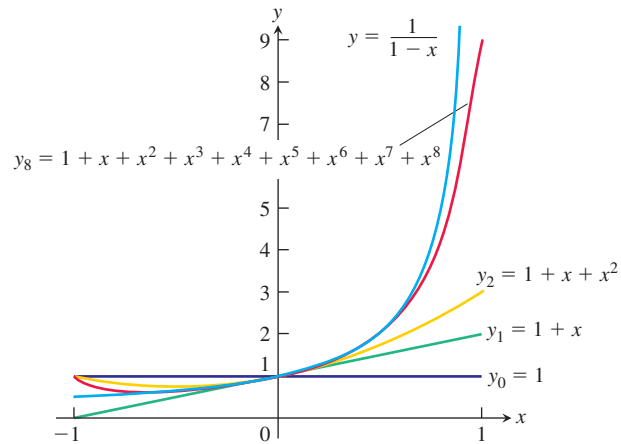 y
9
y = 1/(1 − x)
8
7
y₈ = 1 + x + x² + x³ + x⁴ + x⁵ + x⁶ + x⁷ + x⁸
5
4
y₂ = 1 + x + x²
3
2
y₁ = 1 + x
1
y₀ = 1
x
−1
0
1